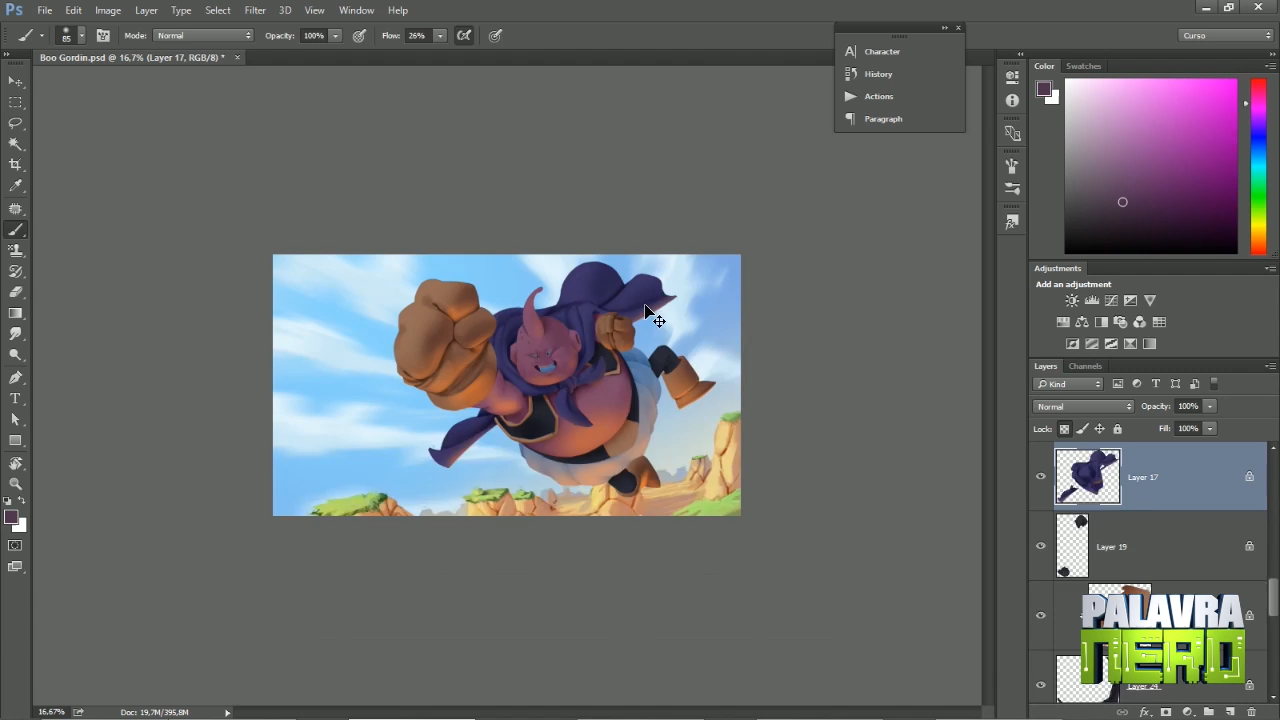 Ps File Edit Image Layer Type Select Filter 3D View Window Help
85 Mode: Normal Opacity: 100% Flow: 26% Curso
Boo Gordin.psd @ 16,7% (Layer 17, RGB/8) *
Character
History
Actions
Paragraph
Color Swatches
Adjustments
Add an adjustment
Layers Channels
Kind
Normal Opacity: 100%
Lock: Fill: 100%
Layer 17
Layer 19
Layer 24
PALAVRA
NERD
16,67% Doc: 19,7M/395,8M